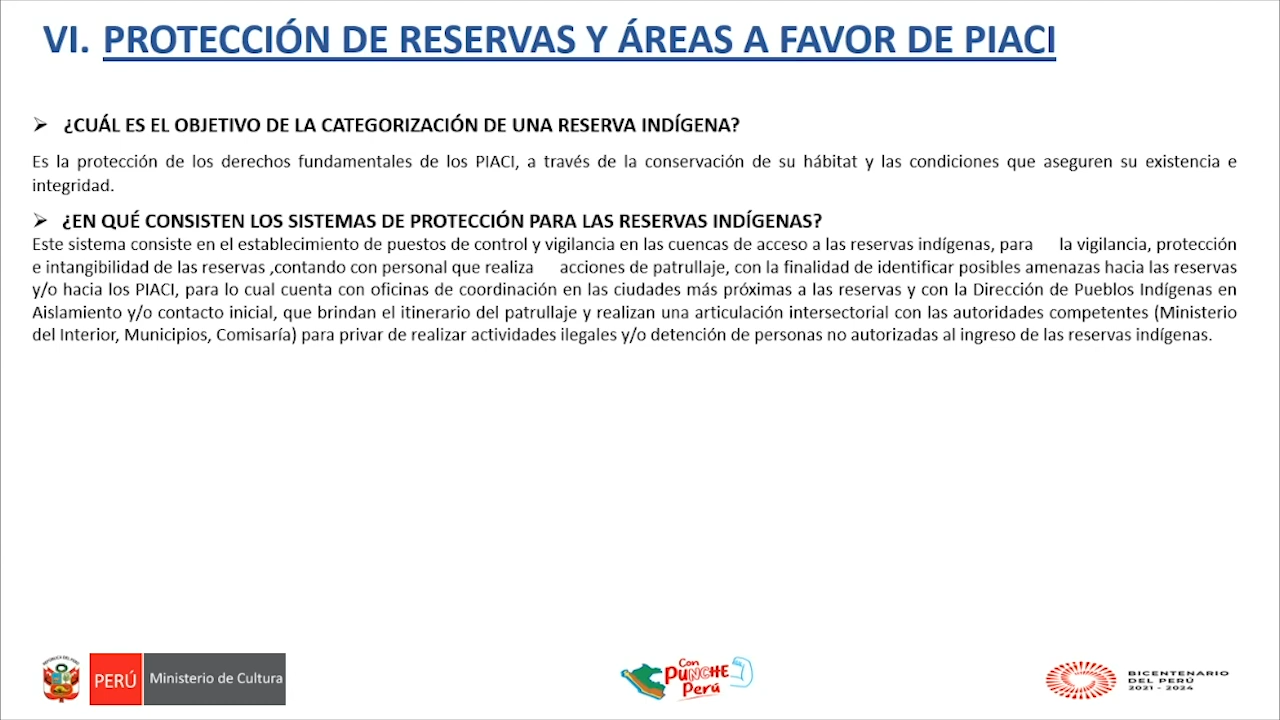 VI. PROTECCIÓN DE RESERVAS Y ÁREAS A FAVOR DE PIACI
➢ ¿CUÁL ES EL OBJETIVO DE LA CATEGORIZACIÓN DE UNA RESERVA INDÍGENA?
Es la protección de los derechos fundamentales de los PIACI, a través de la conservación de su hábitat y las condiciones que aseguren su existencia e
integridad.
➢ ¿EN QUÉ CONSISTEN LOS SISTEMAS DE PROTECCIÓN PARA LAS RESERVAS INDÍGENAS?
Este sistema consiste en el establecimiento de puestos de control y vigilancia en las cuencas de acceso a las reservas indígenas, para la vigilancia, protección
e intangibilidad de las reservas ,contando con personal que realiza acciones de patrullaje, con la finalidad de identificar posibles amenazas hacia las reservas
y/o hacia los PIACI, para lo cual cuenta con oficinas de coordinación en las ciudades más próximas a las reservas y con la Dirección de Pueblos Indígenas en
Aislamiento y/o contacto inicial, que brindan el itinerario del patrullaje y realizan una articulación intersectorial con las autoridades competentes (Ministerio
del Interior, Municipios, Comisaría) para privar de realizar actividades ilegales y/o detención de personas no autorizadas al ingreso de las reservas indígenas.
REPÚBLICA DEL PERÚ
PERÚ
Ministerio de Cultura
Con
PUNCHE
Perú
BICENTENARIO
DEL PERÚ
2021 - 2024